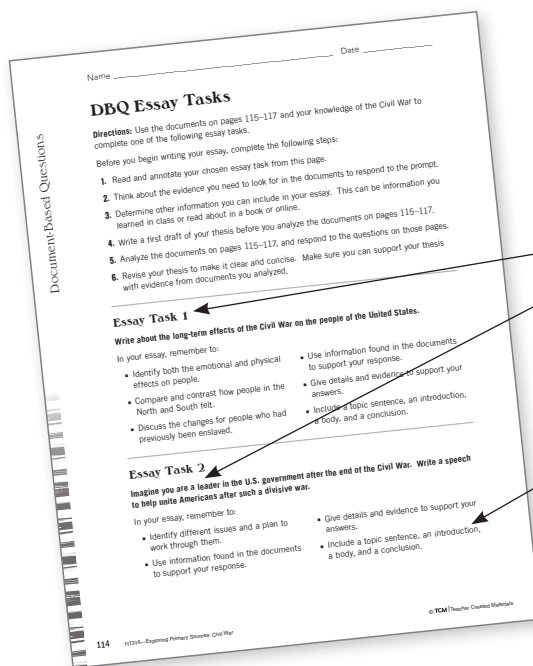 Name
Date
Document-Based Questions
DBQ Essay Tasks
Directions: Use the documents on pages 115–117 and your knowledge of the Civil War to
complete one of the following essay tasks.
Before you begin writing your essay, complete the following steps:
1. Read and annotate your chosen essay task from this page.
2. Think about the evidence you need to look for in the documents to respond to the prompt.
3. Determine other information you can include in your essay. This can be information you
learned in class or read about in a book or online.
4. Write a first draft of your thesis before you analyze the documents on pages 115–117.
5. Analyze the documents on pages 115–117, and respond to the questions on those pages.
6. Revise your thesis to make it clear and concise. Make sure you can support your thesis
with evidence from documents you analyzed.
Essay Task 1
Write about the long-term effects of the Civil War on the people of the United States.
In your essay, remember to:
▪ Identify both the emotional and physical
effects on people.
▪ Compare and contrast how people in the
North and South felt.
▪ Discuss the changes for people who had
previously been enslaved.
▪ Use information found in the documents
to support your response.
▪ Give details and evidence to support your
answers.
▪ Include a topic sentence, an introduction,
a body, and a conclusion.
Essay Task 2
Imagine you are a leader in the U.S. government after the end of the Civil War. Write a speech
to help unite Americans after such a divisive war.
In your essay, remember to:
▪ Identify different issues and a plan to
work through them.
▪ Use information found in the documents
to support your response.
▪ Give details and evidence to support your
answers.
▪ Include a topic sentence, an introduction,
a body, and a conclusion.
114 111310—Exploring Primary Sources: Civil War
© TCM | Teacher Created Materials